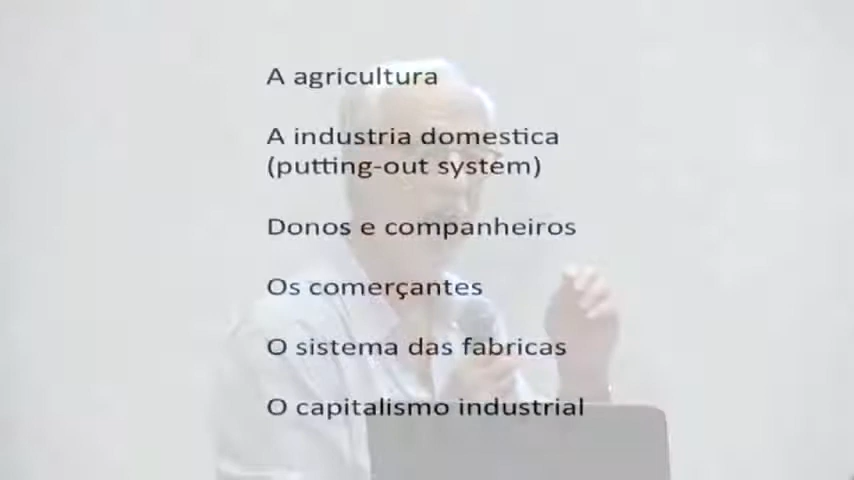 A agricultura
A industria domestica
(putting-out system)
Donos e companheiros
Os comerçantes
O sistema das fabricas
O capitalismo industrial